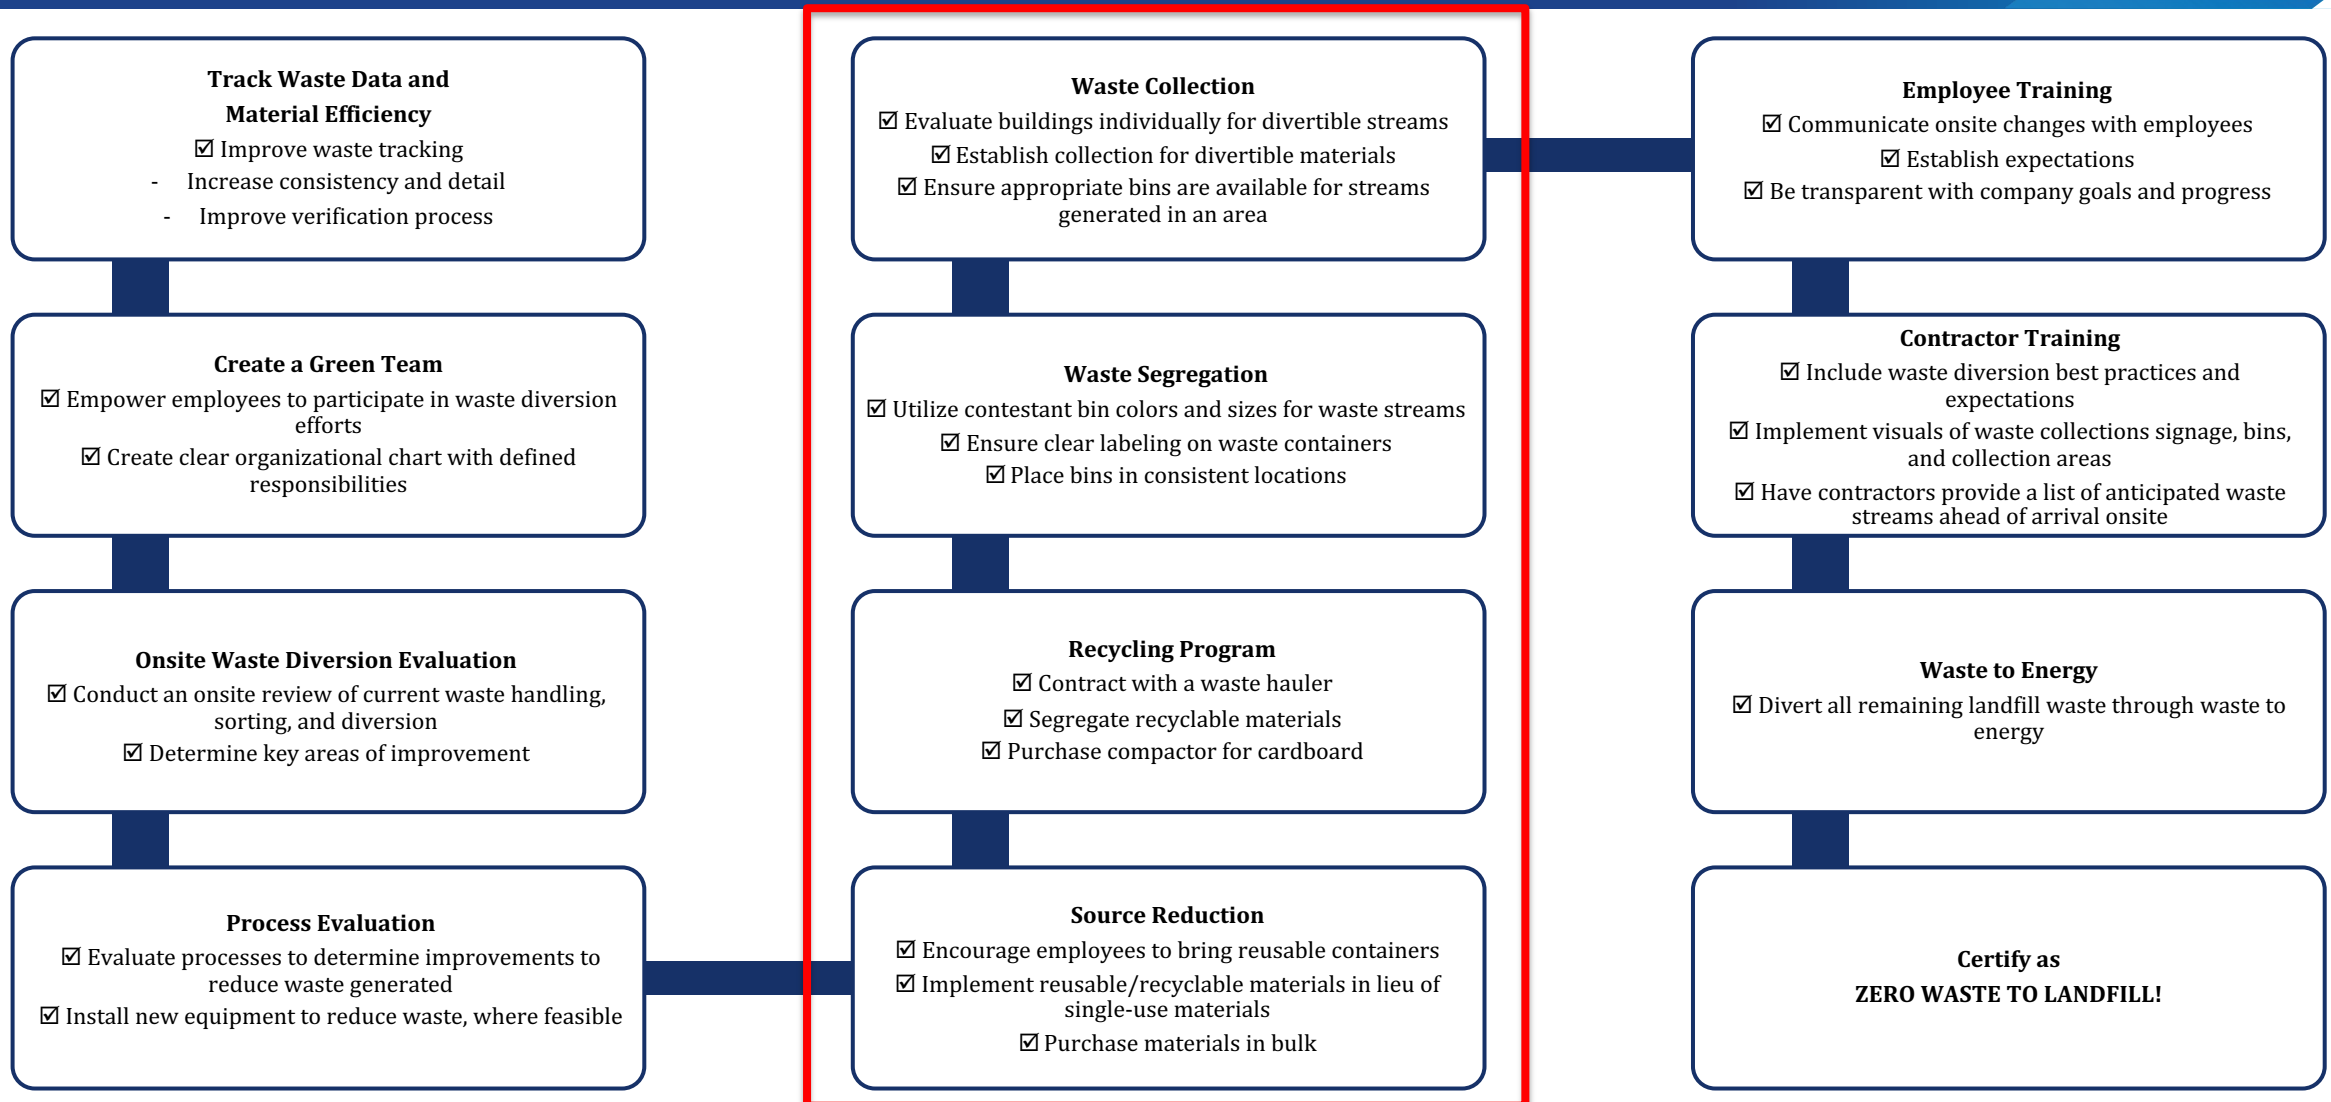 Track Waste Data and
Material Efficiency
☑ Improve waste tracking
- Increase consistency and detail
- Improve verification process
Create a Green Team
☑ Empower employees to participate in waste diversion
efforts
☑ Create clear organizational chart with defined
responsibilities
Onsite Waste Diversion Evaluation
☑ Conduct an onsite review of current waste handling,
sorting, and diversion
☑ Determine key areas of improvement
Process Evaluation
☑ Evaluate processes to determine improvements to
reduce waste generated
☑ Install new equipment to reduce waste, where feasible
Waste Collection
☑ Evaluate buildings individually for divertible streams
☑ Establish collection for divertible materials
☑ Ensure appropriate bins are available for streams
generated in an area
Waste Segregation
☑ Utilize contestant bin colors and sizes for waste streams
☑ Ensure clear labeling on waste containers
☑ Place bins in consistent locations
Recycling Program
☑ Contract with a waste hauler
☑ Segregate recyclable materials
☑ Purchase compactor for cardboard
Source Reduction
☑ Encourage employees to bring reusable containers
☑ Implement reusable/recyclable materials in lieu of
single-use materials
☑ Purchase materials in bulk
Employee Training
☑ Communicate onsite changes with employees
☑ Establish expectations
☑ Be transparent with company goals and progress
Contractor Training
☑ Include waste diversion best practices and
expectations
☑ Implement visuals of waste collections signage, bins,
and collection areas
☑ Have contractors provide a list of anticipated waste
streams ahead of arrival onsite
Waste to Energy
☑ Divert all remaining landfill waste through waste to
energy
Certify as
ZERO WASTE TO LANDFILL!